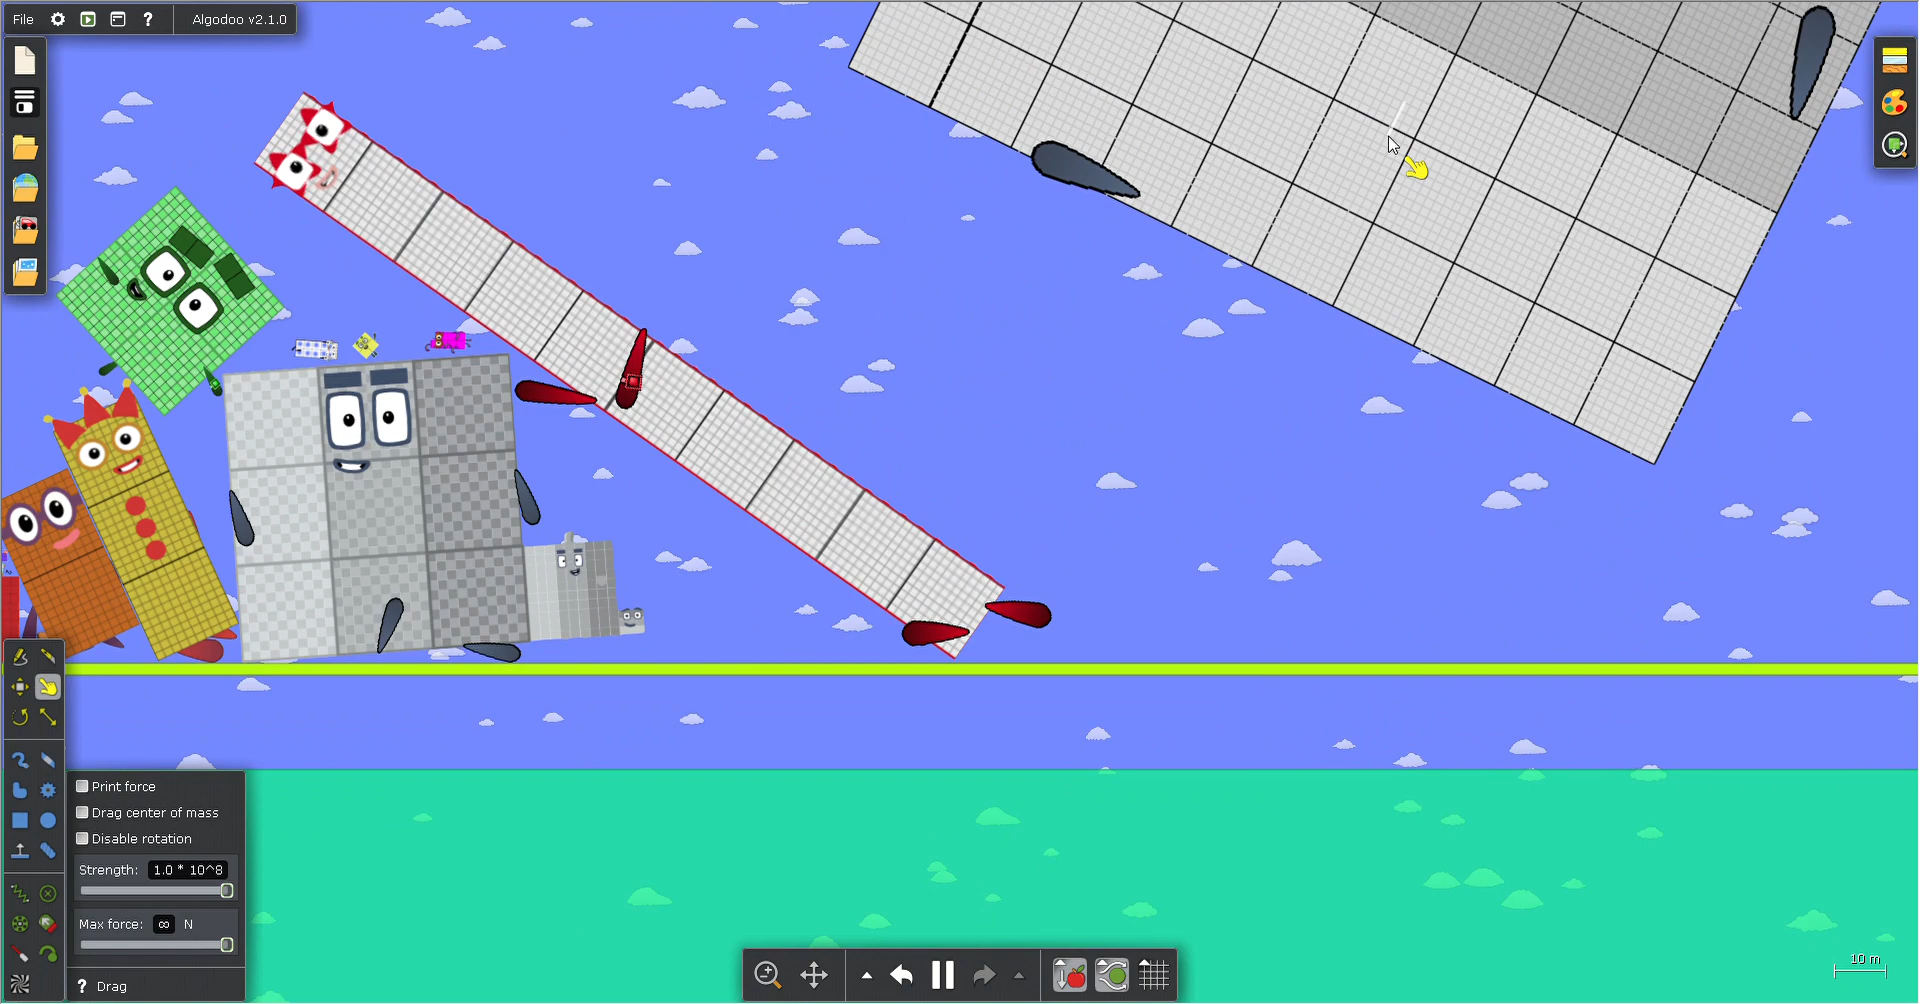 File ? Algodoo v2.1.0
Print force
Drag center of mass
Disable rotation
Strength: 1.0 * 10^8
Max force: ∞ N
? Drag
10 m